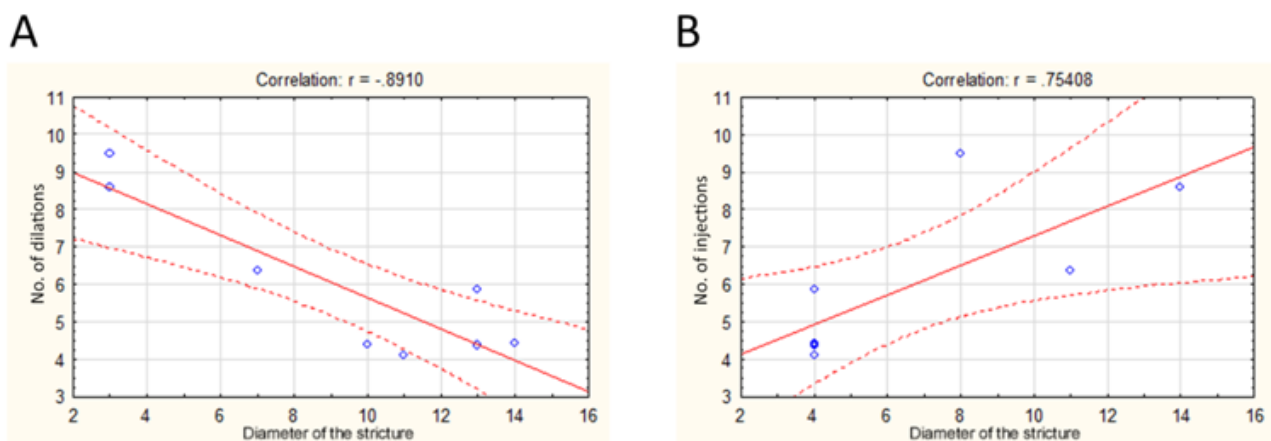 A
Correlation: r = -.8910
No. of dilations
11
10
9
8
7
6
5
4
3
2 4 6 8 10 12 14 16
Diameter of the stricture
B
Correlation: r = .75408
No. of injections
11
10
9
8
7
6
5
4
3
2 4 6 8 10 12 14 16
Diameter of the stricture